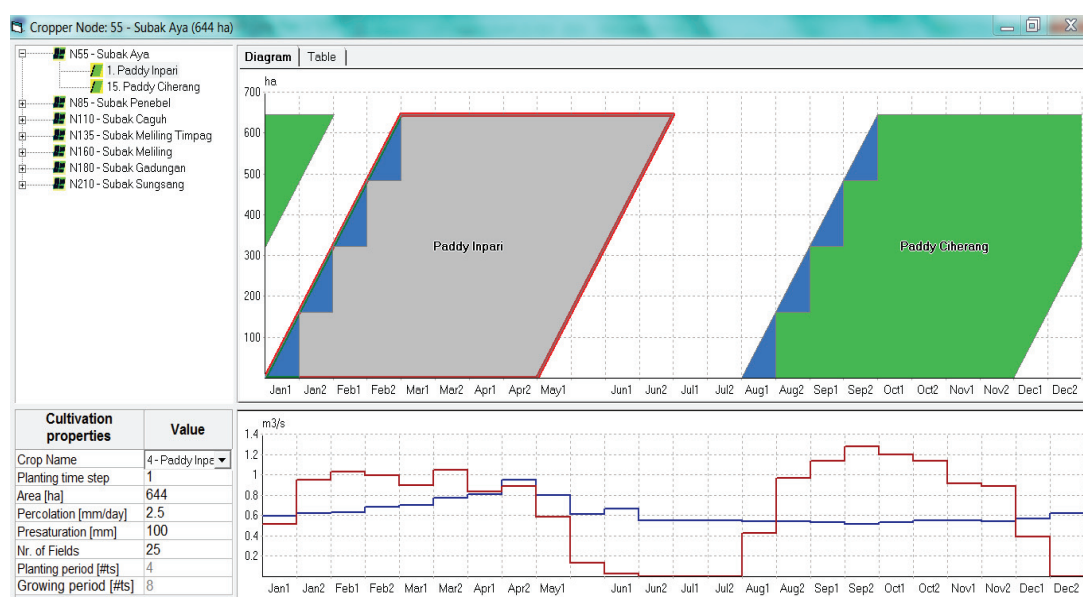 Cropper Node: 55 - Subak Aya (644 ha)
N55 - Subak Aya
1. Paddy Inpari
15. Paddy Ciherang
N85 - Subak Penebel
N110 - Subak Caguh
N135 - Subak Meliling Timpag
N160 - Subak Meliling
N180 - Subak Gadungan
N210 - Subak Sungsang
Diagram Table
ha
700
600
500
400
300
200
100
Paddy Inpari
Paddy Ciherang
Jan1 Jan2 Feb1 Feb2 Mar1 Mar2 Apr1 Apr2 May1 Jun1 Jun2 Jul1 Jul2 Aug1 Aug2 Sep1 Sep2 Oct1 Oct2 Nov1 Nov2 Dec1 Dec2
Cultivation properties Value
Crop Name 4 - Paddy Inpe
Planting time step 1
Area [ha] 644
Percolation [mm/day] 2.5
Presaturation [mm] 100
Nr. of Fields 25
Planting period [#ts] 4
Growing period [#ts] 8
m3/s
1.4
1.2
1
0.8
0.6
0.4
0.2
Jan1 Jan2 Feb1 Feb2 Mar1 Mar2 Apr1 Apr2 May1 Jun1 Jun2 Jul1 Jul2 Aug1 Aug2 Sep1 Sep2 Oct1 Oct2 Nov1 Nov2 Dec1 Dec2